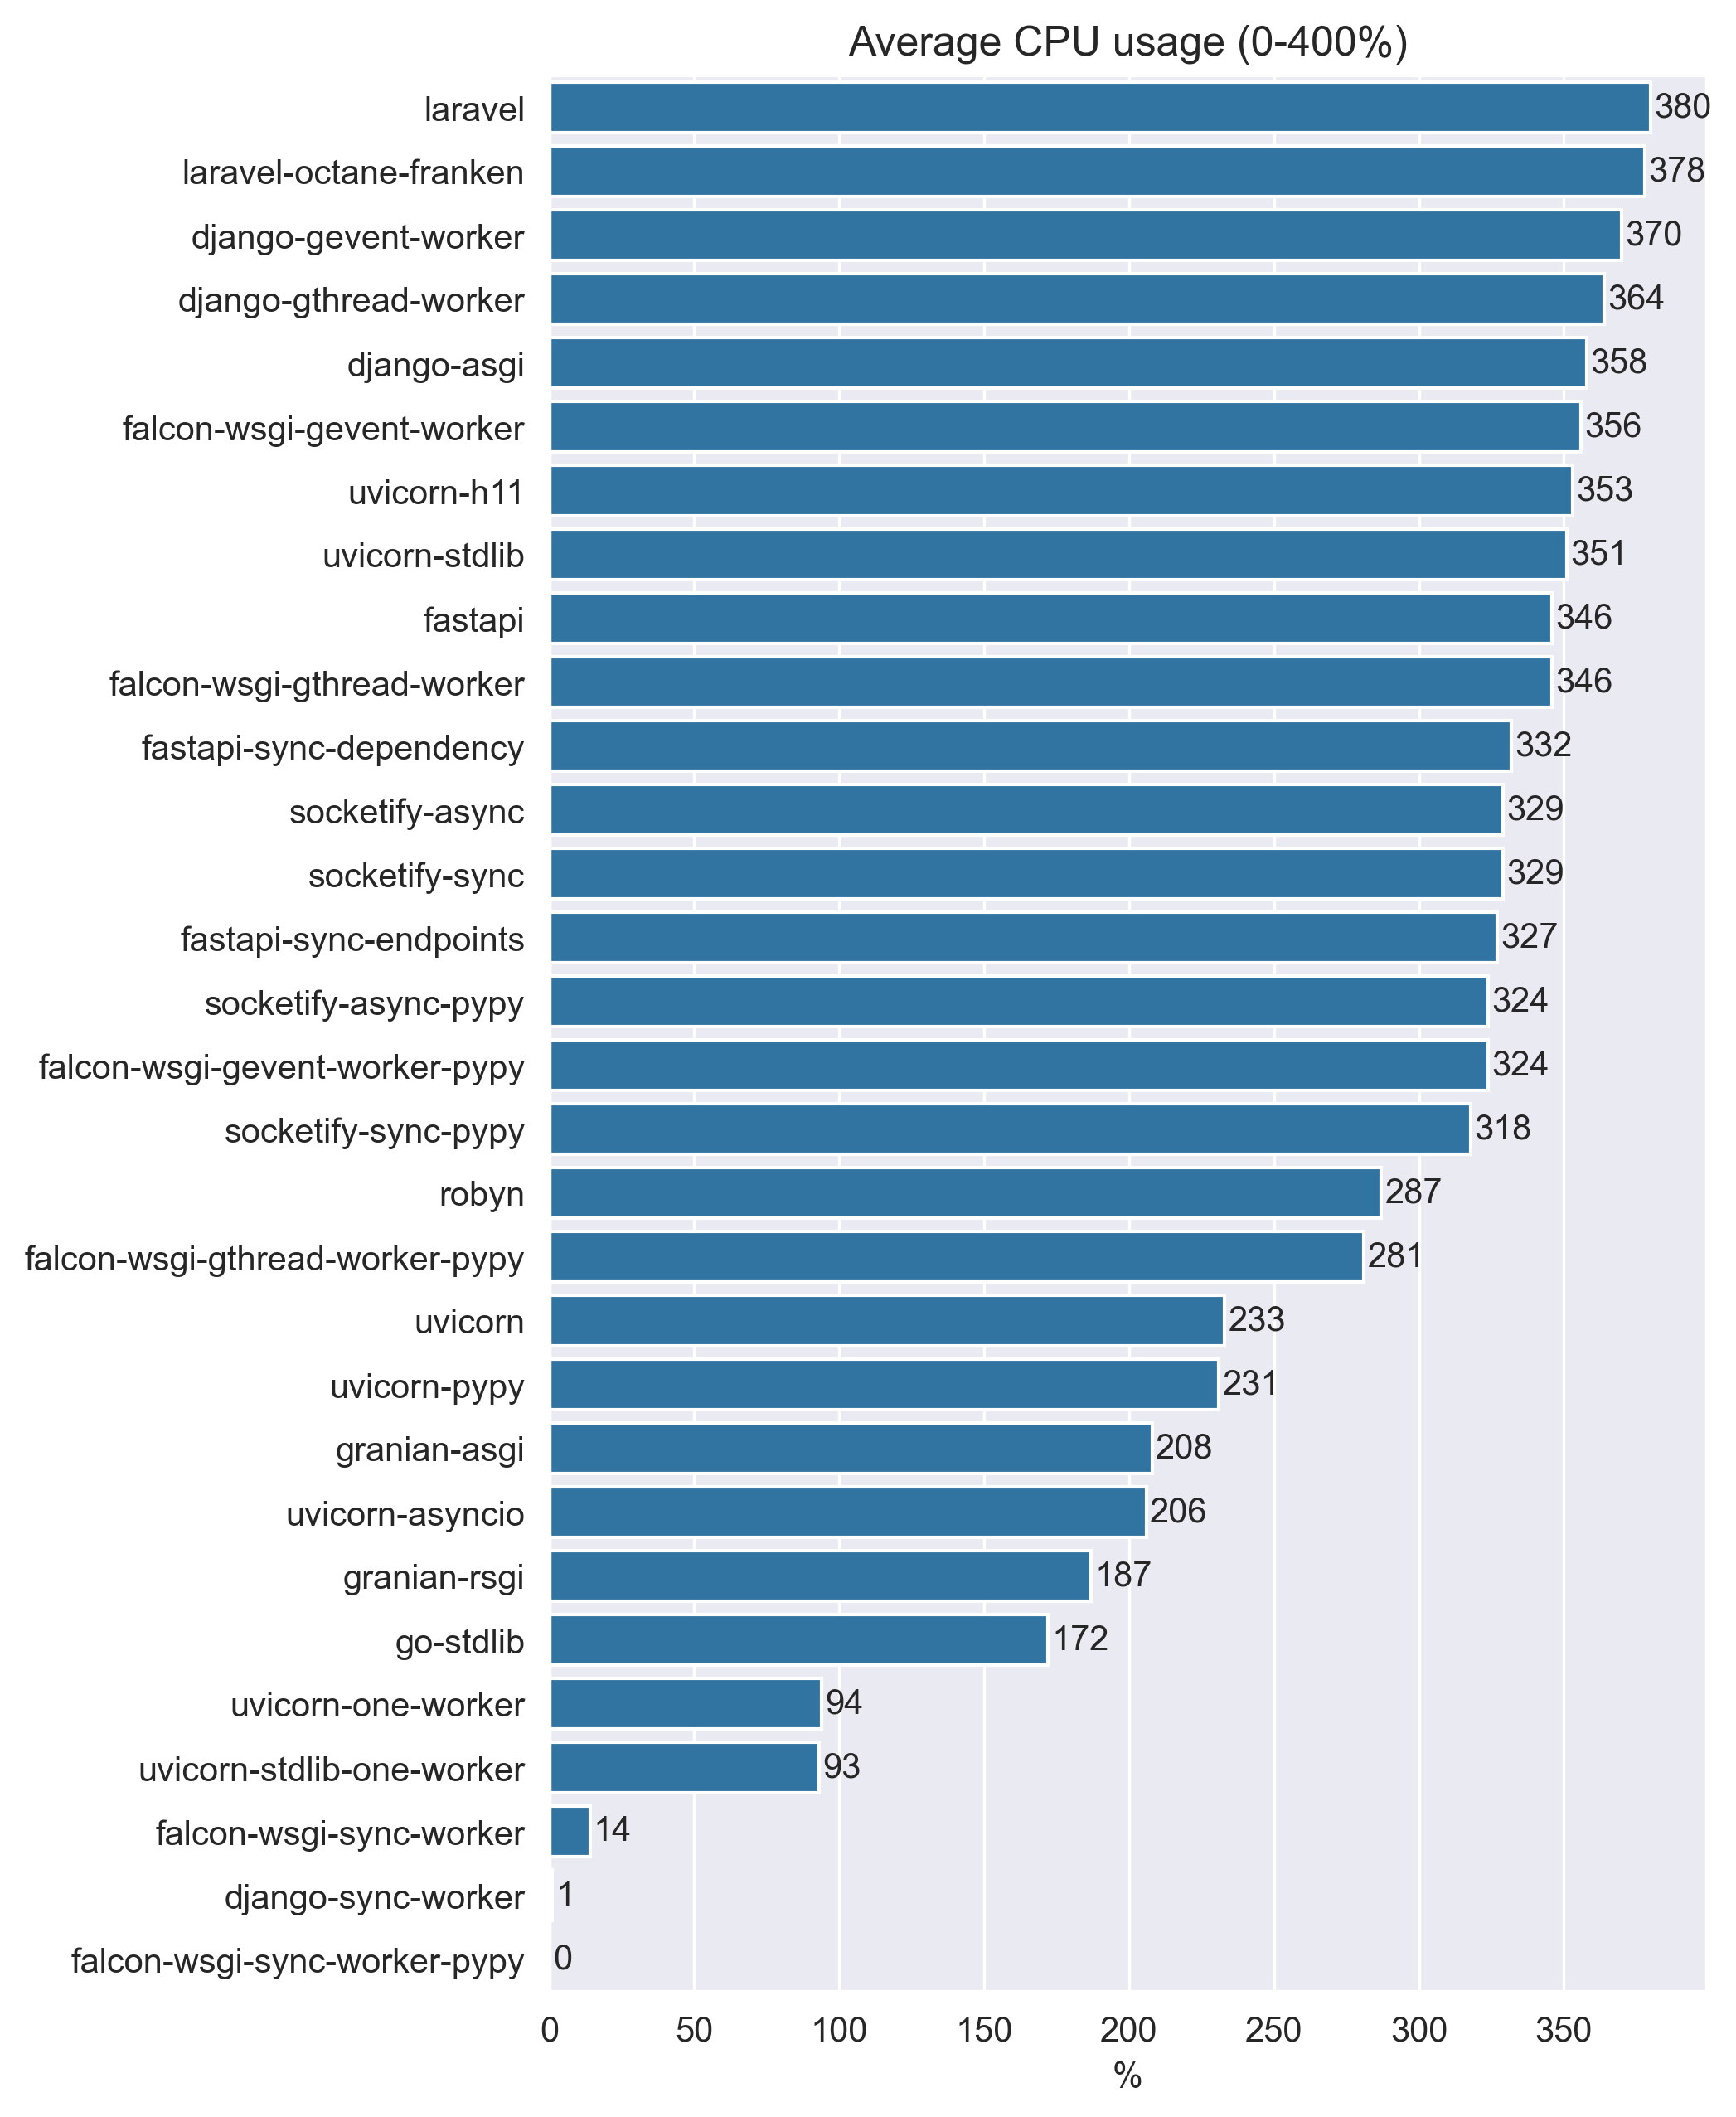 Average CPU usage (0-400%)
laravel 380
laravel-octane-franken 378
django-gevent-worker 370
django-gthread-worker 364
django-asgi 358
falcon-wsgi-gevent-worker 356
uvicorn-h11 353
uvicorn-stdlib 351
fastapi 346
falcon-wsgi-gthread-worker 346
fastapi-sync-dependency 332
socketify-async 329
socketify-sync 329
fastapi-sync-endpoints 327
socketify-async-pypy 324
falcon-wsgi-gevent-worker-pypy 324
socketify-sync-pypy 318
robyn 287
falcon-wsgi-gthread-worker-pypy 281
uvicorn 233
uvicorn-pypy 231
granian-asgi 208
uvicorn-asyncio 206
granian-rsgi 187
go-stdlib 172
uvicorn-one-worker 94
uvicorn-stdlib-one-worker 93
falcon-wsgi-sync-worker 14
django-sync-worker 1
falcon-wsgi-sync-worker-pypy 0
0 50 100 150 200 250 300 350
%